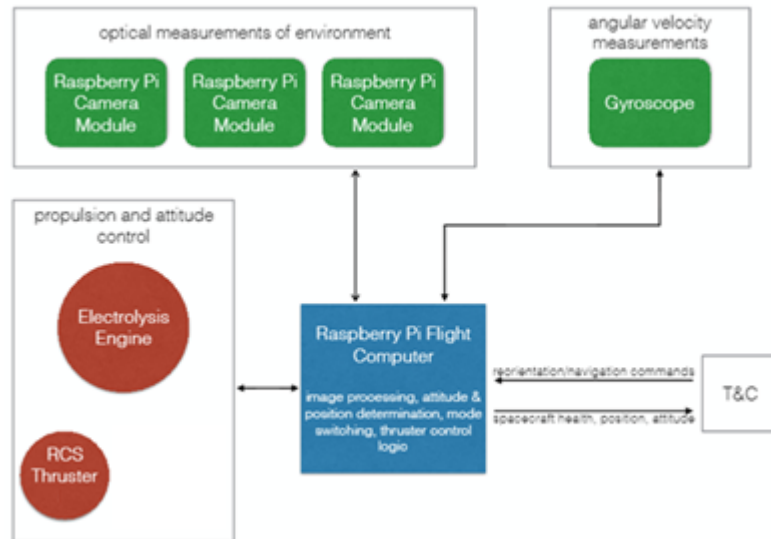 optical measurements of environment
Raspberry Pi
Camera
Module
Raspberry Pi
Camera
Module
Raspberry Pi
Camera
Module
angular velocity
measurements
Gyroscope
propulsion and attitude
control
Electrolysis
Engine
RCS
Thruster
Raspberry Pi Flight
Computer
image processing, attitude &
position determination, mode
switching, thruster control
logic
reorientation/navigation commands
spacecraft health, position, attitude
T&C